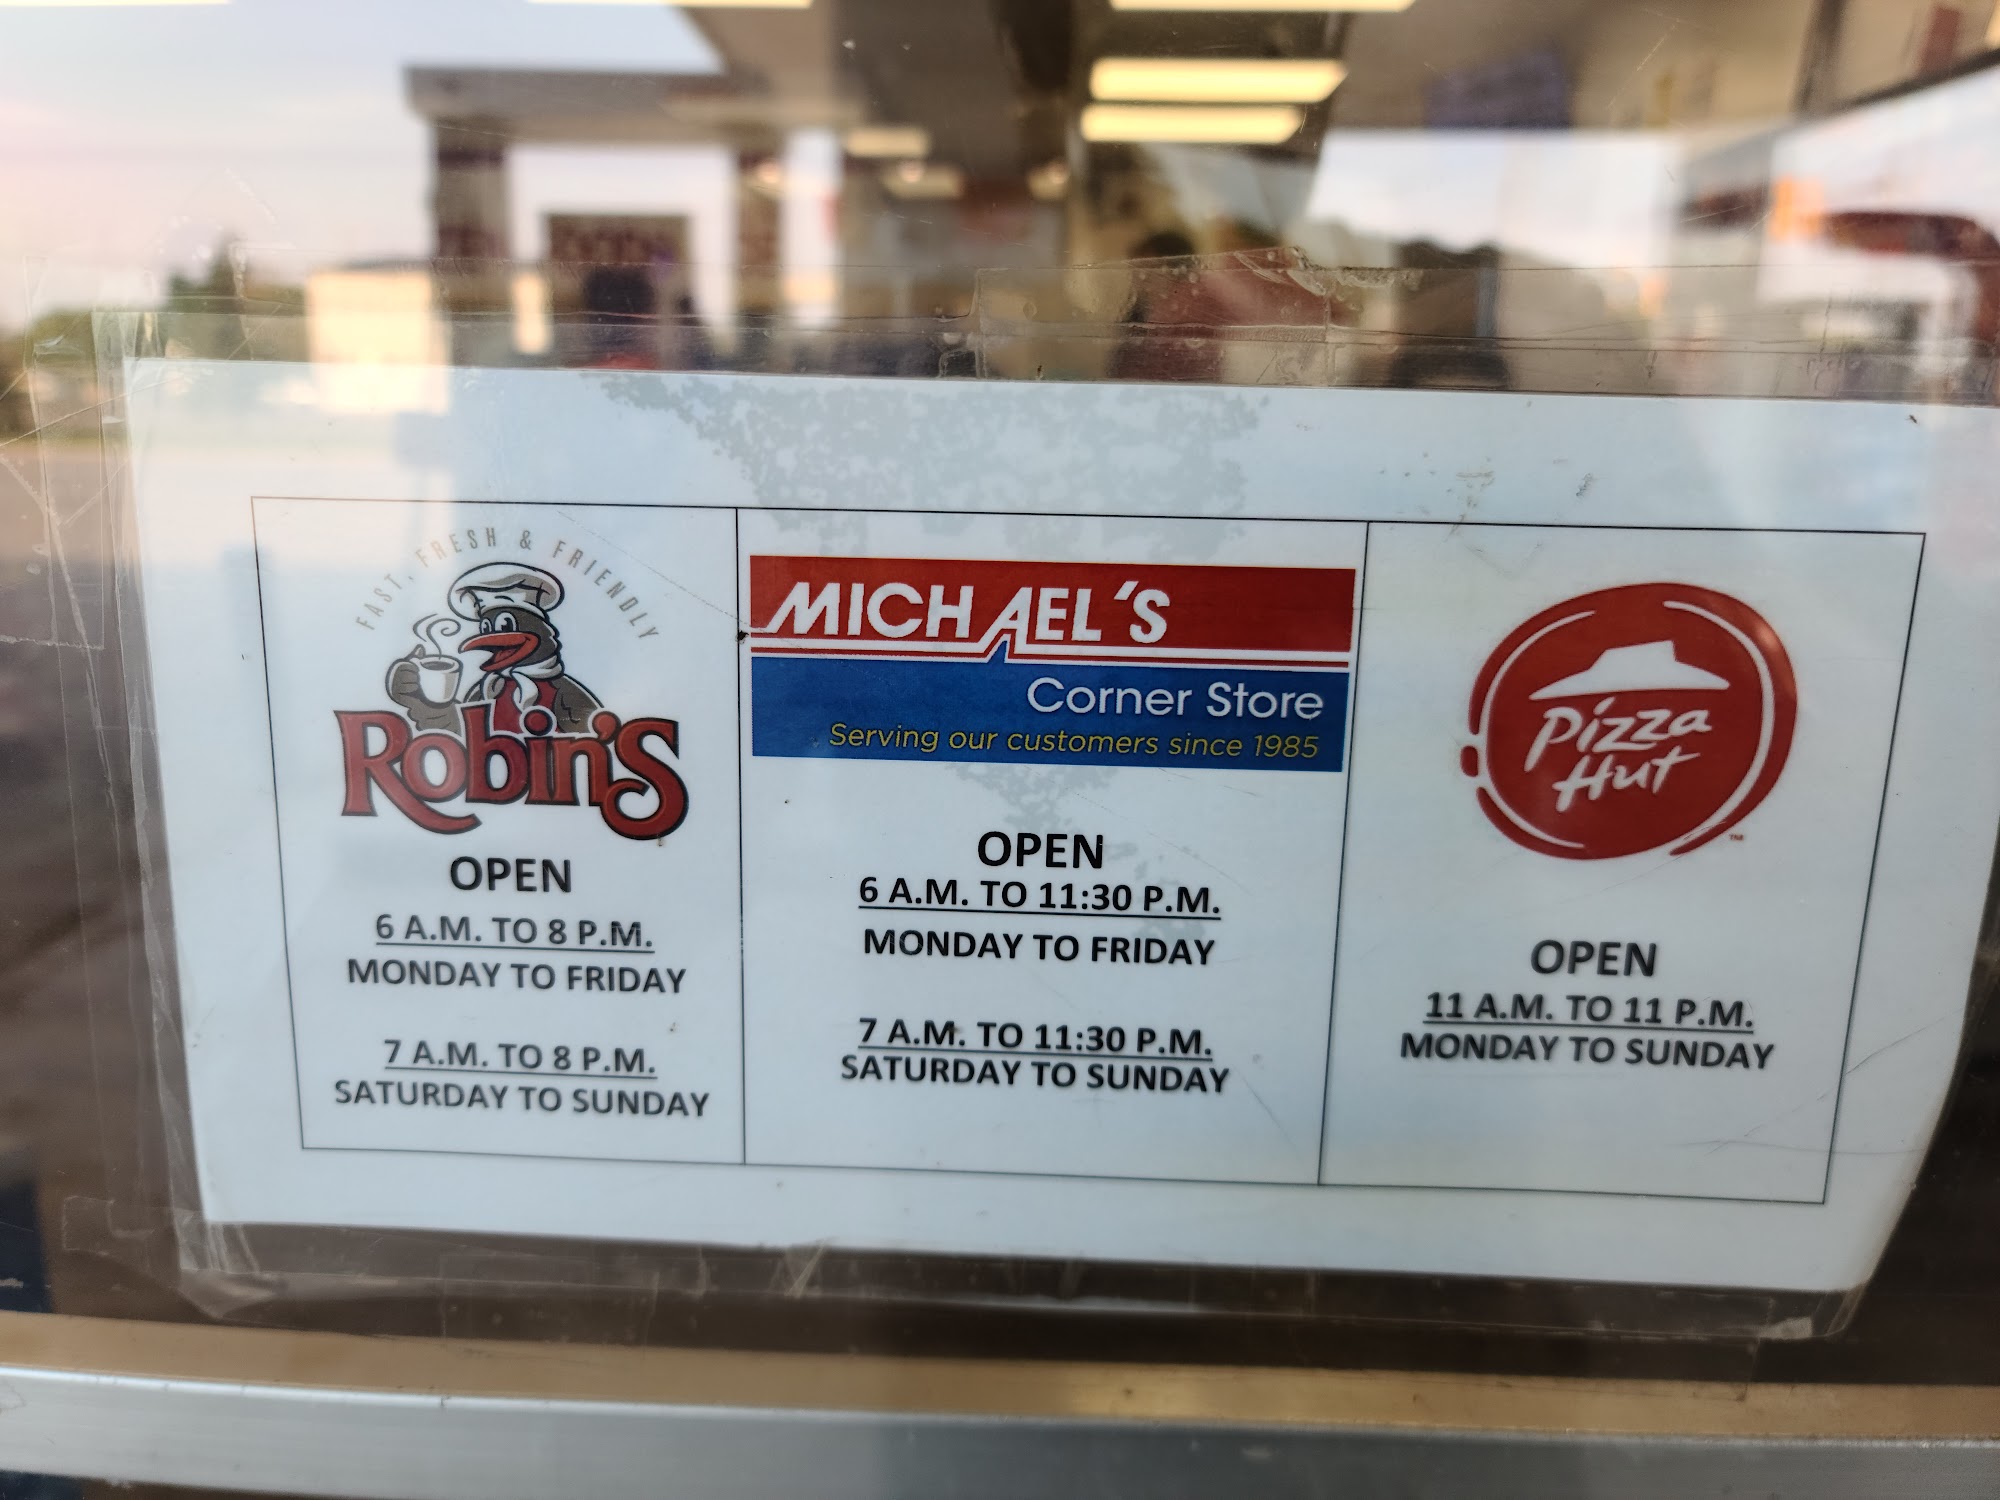 FAST, FRESH & FRIENDLY
Robin's
OPEN
6 A.M. TO 8 P.M.
MONDAY TO FRIDAY
7 A.M. TO 8 P.M.
SATURDAY TO SUNDAY
MICHAEL'S
Corner Store
Serving our customers since 1985
OPEN
6 A.M. TO 11:30 P.M.
MONDAY TO FRIDAY
7 A.M. TO 11:30 P.M.
SATURDAY TO SUNDAY
Pizza
Hut
TM
OPEN
11 A.M. TO 11 P.M.
MONDAY TO SUNDAY